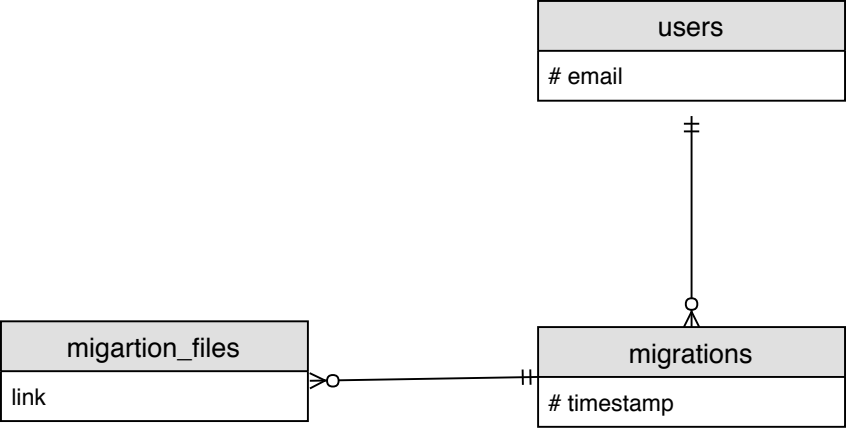 users
# email
migartion_files
link
migrations
# timestamp